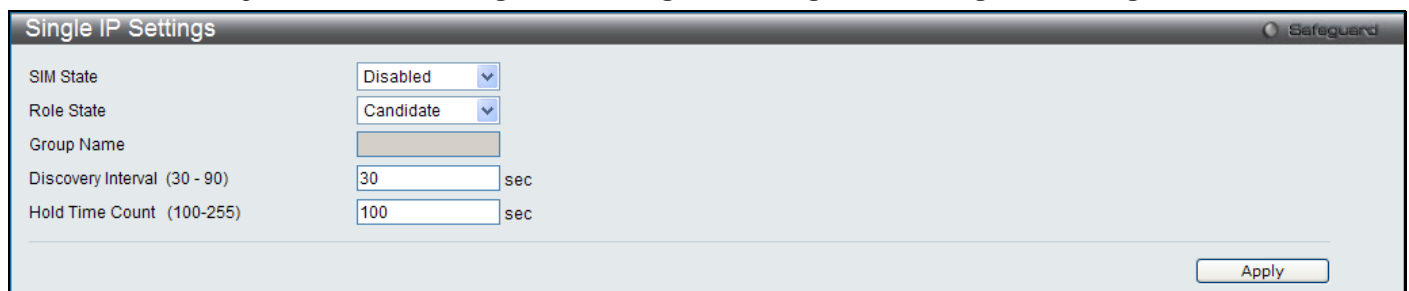 Single IP Settings
Safeguard
SIM State Disabled
Role State Candidate
Group Name
Discovery Interval (30 - 90) 30 sec
Hold Time Count (100-255) 100 sec
Apply